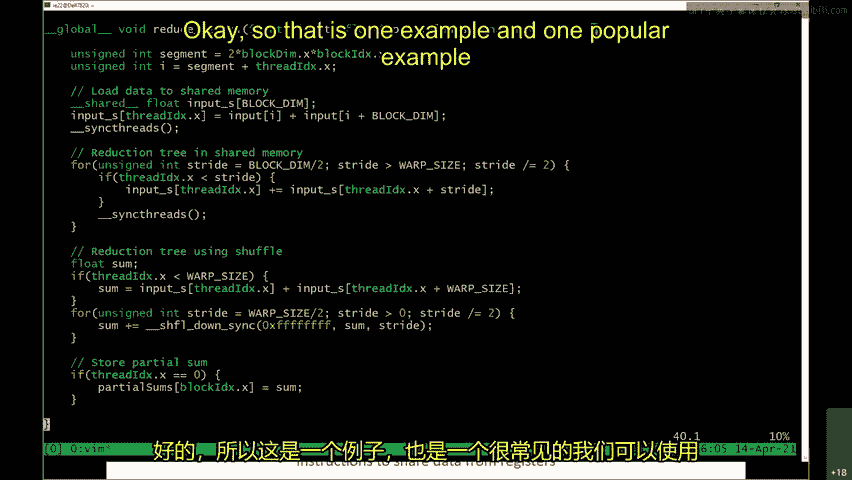 Okay, so that is one example and one popular
example
__global__ void reduce_
unsigned int segment = 2*blockDim.x*blockIdx.
unsigned int i = segment + threadIdx.x;
// Load data to shared memory
__shared__ float input_s[BLOCK_DIM];
input_s[threadIdx.x] = input[i] + input[i + BLOCK_DIM];
__syncthreads();
// Reduction tree in shared memory
for(unsigned int stride = BLOCK_DIM/2; stride > WARP_SIZE; stride /= 2) {
if(threadIdx.x < stride) {
input_s[threadIdx.x] += input_s[threadIdx.x + stride];
}
__syncthreads();
}
// Reduction tree using shuffle
float sum;
if(threadIdx.x < WARP_SIZE) {
sum = input_s[threadIdx.x] + input_s[threadIdx.x + WARP_SIZE];
}
for(unsigned int stride = WARP_SIZE/2; stride > 0; stride /= 2) {
sum += __shfl_down_sync(0xffffffff, sum, stride);
}
// Store partial sum
if(threadIdx.x == 0) {
partialSums[blockIdx.x] = sum;
}
}
40,1 10%
[0] 0:vim* 6:05 14-Apr-21
好的，所以这是一个例子，也是一个很常见的我们可以使用
instructions to share data from registers
+18